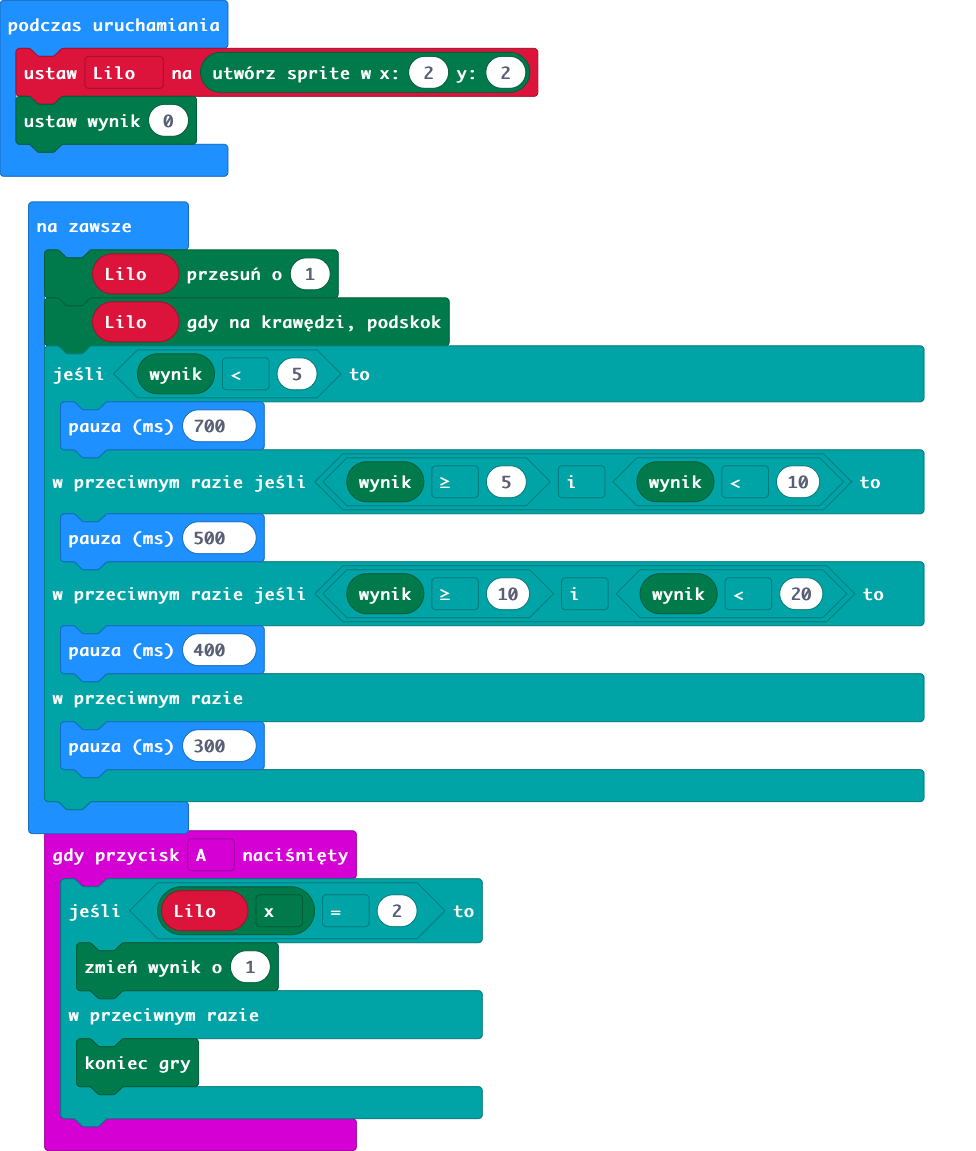 podczas uruchamiania
ustaw Lilo na utwórz sprite w x: 2 y: 2
ustaw wynik 0
na zawsze
Lilo przesuń o 1
Lilo gdy na krawędzi, podskok
jeśli wynik < 5 to
pauza (ms) 700
w przeciwnym razie jeśli wynik ≥ 5 i wynik < 10 to
pauza (ms) 500
w przeciwnym razie jeśli wynik ≥ 10 i wynik < 20 to
pauza (ms) 400
w przeciwnym razie
pauza (ms) 300
gdy przycisk A naciśnięty
jeśli Lilo x = 2 to
zmień wynik o 1
w przeciwnym razie
koniec gry